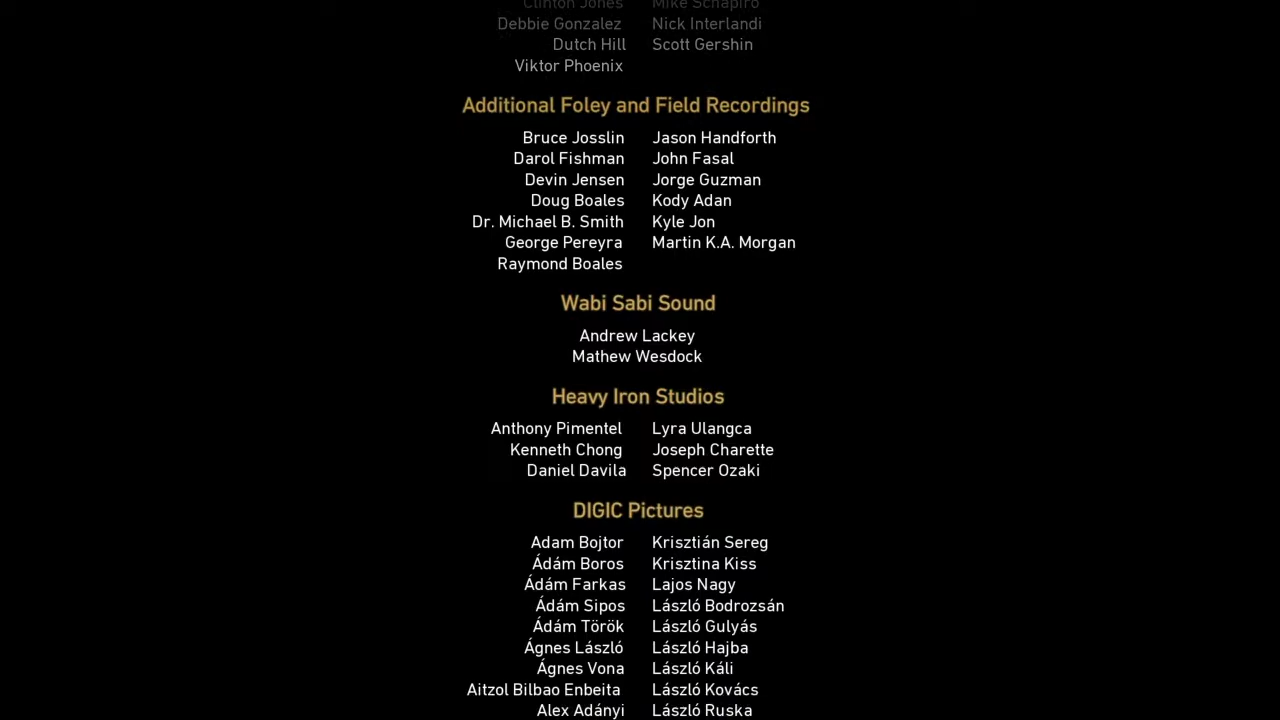 Clinton Jones Mike Schapiro
Debbie Gonzalez Nick Interlandi
Dutch Hill Scott Gershin
Viktor Phoenix
Additional Foley and Field Recordings
Bruce Josslin Jason Handforth
Darol Fishman John Fasal
Devin Jensen Jorge Guzman
Doug Boales Kody Adan
Dr. Michael B. Smith Kyle Jon
George Pereyra Martin K.A. Morgan
Raymond Boales
Wabi Sabi Sound
Andrew Lackey
Mathew Wesdock
Heavy Iron Studios
Anthony Pimentel Lyra Ulangca
Kenneth Chong Joseph Charette
Daniel Davila Spencer Ozaki
DIGIC Pictures
Adam Bojtor Krisztián Sereg
Ádám Boros Krisztina Kiss
Ádám Farkas Lajos Nagy
Ádám Sipos László Bodrozsán
Ádám Török László Gulyás
Ágnes László László Hajba
Ágnes Vona László Káli
Aitzol Bilbao Enbeita László Kovács
Alex Adányi László Ruska